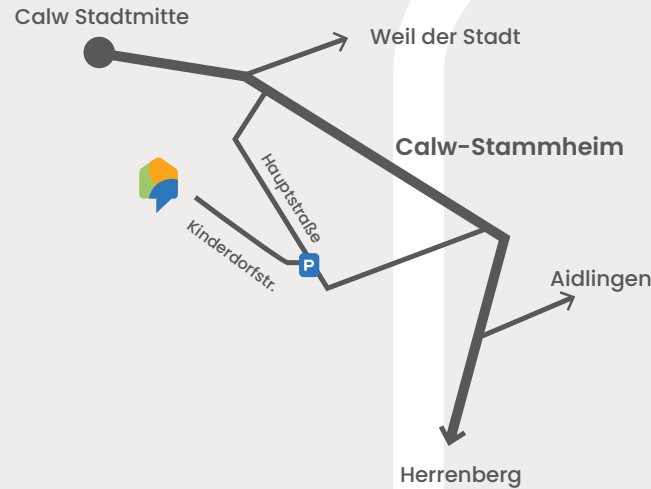 Calw Stadtmitte
Weil der Stadt
Calw-Stammheim
Hauptstraße
Kinderdorfstr.
P
Aidlingen
Herrenberg